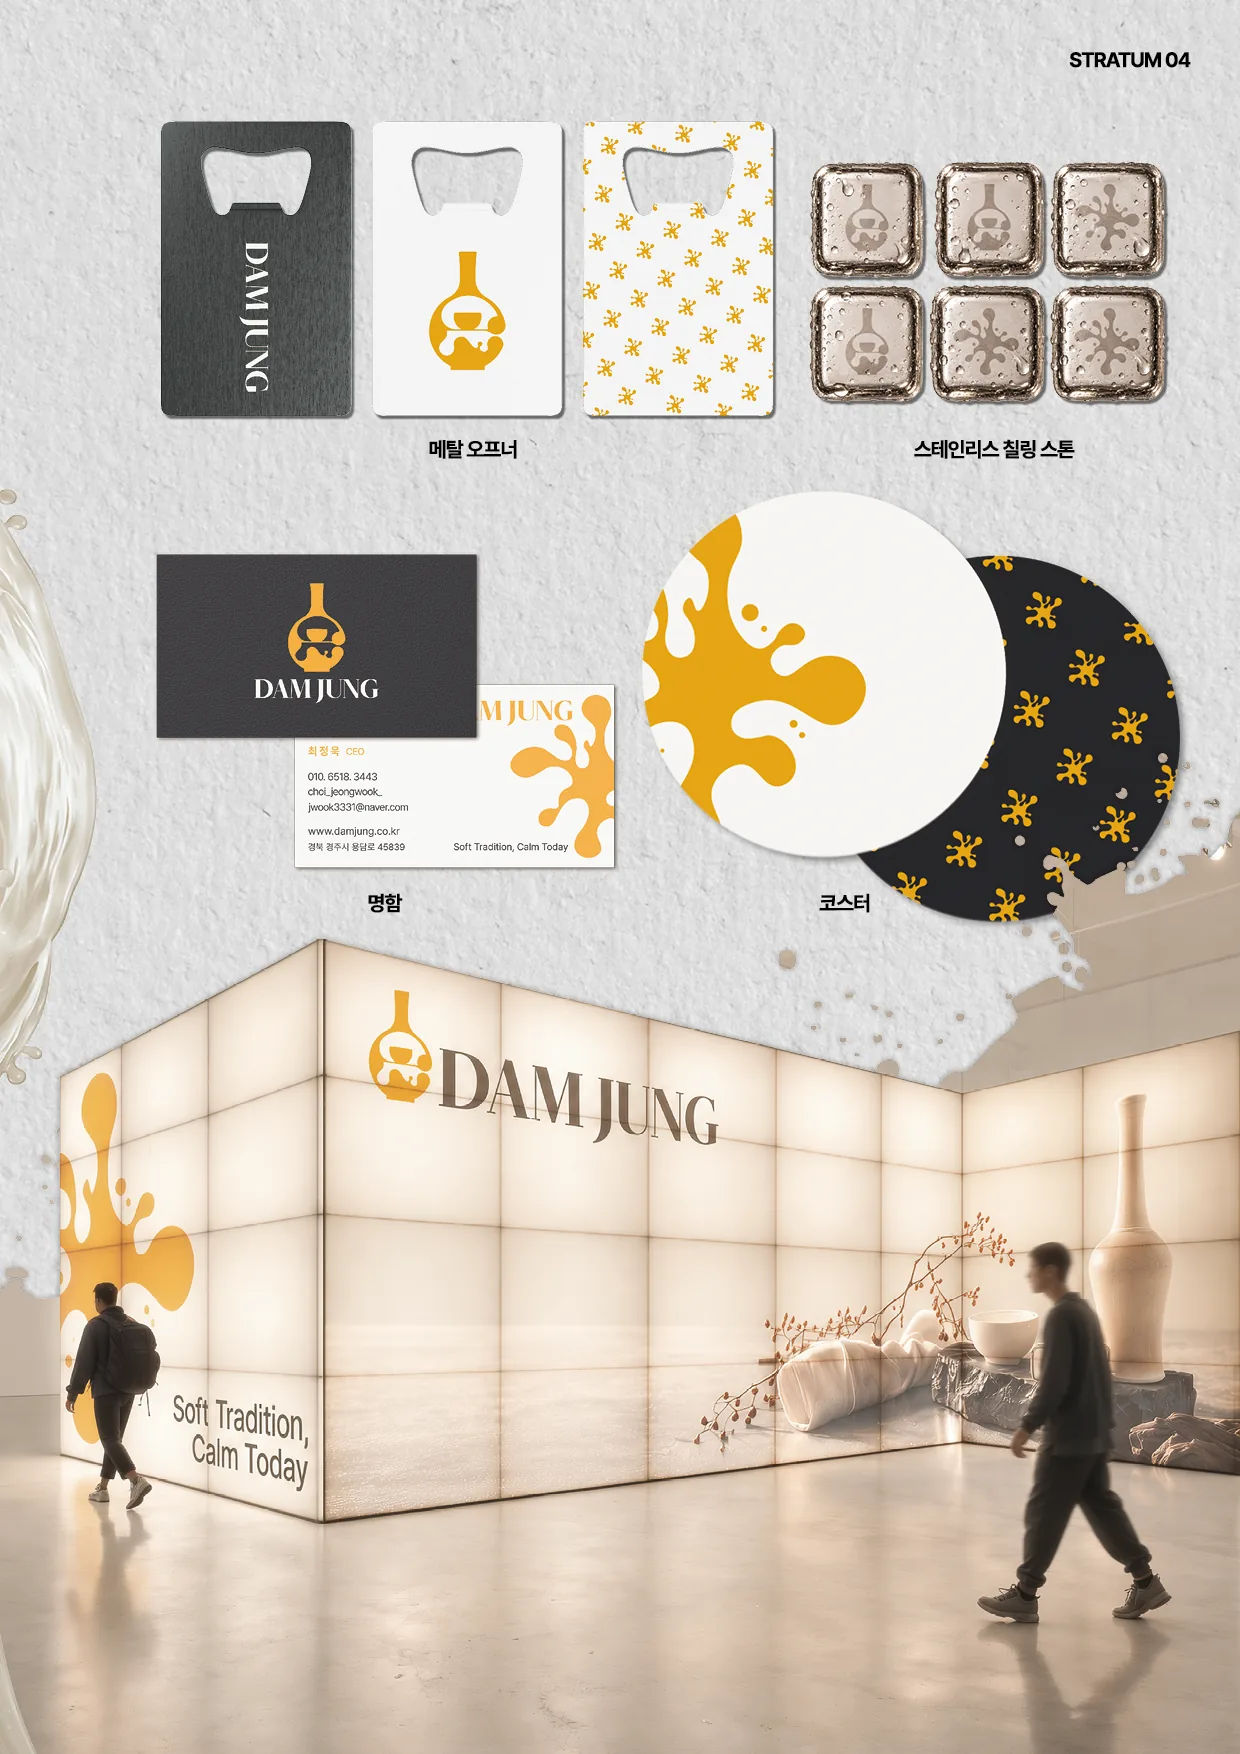 STRATUM 04
DAM JUNG
메탈 오프너
스테인리스 칠링 스톤
DAM JUNG
M JUNG
최정욱 CEO
010. 6518. 3443
choi_jeongwook_
jwook3331@naver.com
www.damjung.co.kr
경북 경주시 용담로 45839
Soft Tradition, Calm Today
명함
코스터
DAM JUNG
Soft Tradition,
Calm Today